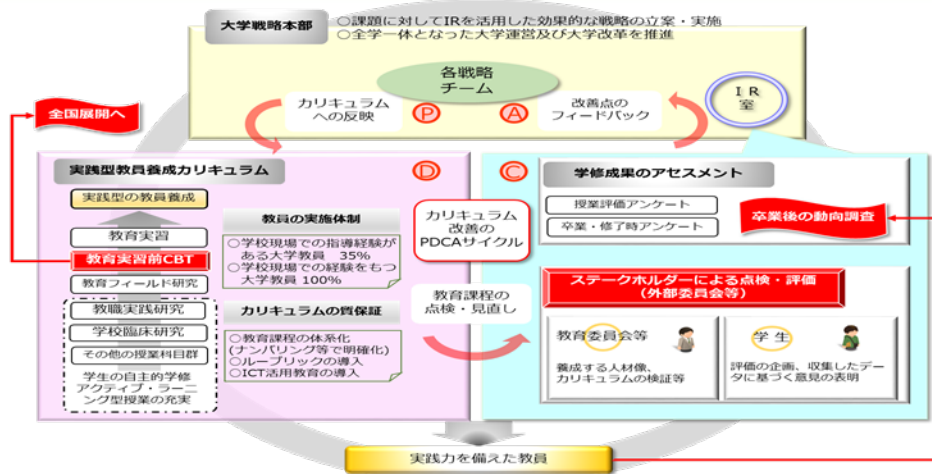 大学戦略本部
○課題に対してIRを活用した効果的な戦略の立案・実施
○全学一体となった大学運営及び大学改革を推進
各戦略
チーム
IR
室
全国展開へ
カリキュラム
への反映
P
A
改善点の
フィードバック
実践型教員養成カリキュラム
D
C
学修成果のアセスメント
実践型の教員養成
教育実習
教育実習前CBT
教育フィールド研究
教職実践研究
学校臨床研究
その他の授業科目群
学生の自主的学修
アクティブ・ラーニ
ング型授業の充実
教員の実施体制
○学校現場での指導経験が
ある大学教員 35%
○学校現場での経験をもつ
大学教員 100%
カリキュラムの質保証
○教育課程の体系化
(ナンバリング等で明確化)
○ルーブリックの導入
○ICT活用教育の導入
カリキュラム
改善の
PDCAサイクル
教育課程の
点検・見直し
授業評価アンケート
卒業・修了時アンケート
卒業後の動向調査
ステークホルダーによる点検・評価
(外部委員会等)
教育委員会等
養成する人材像、
カリキュラムの検証等
学生
評価の企画、収集したデー
タに基づく意見の表明
実践力を備えた教員